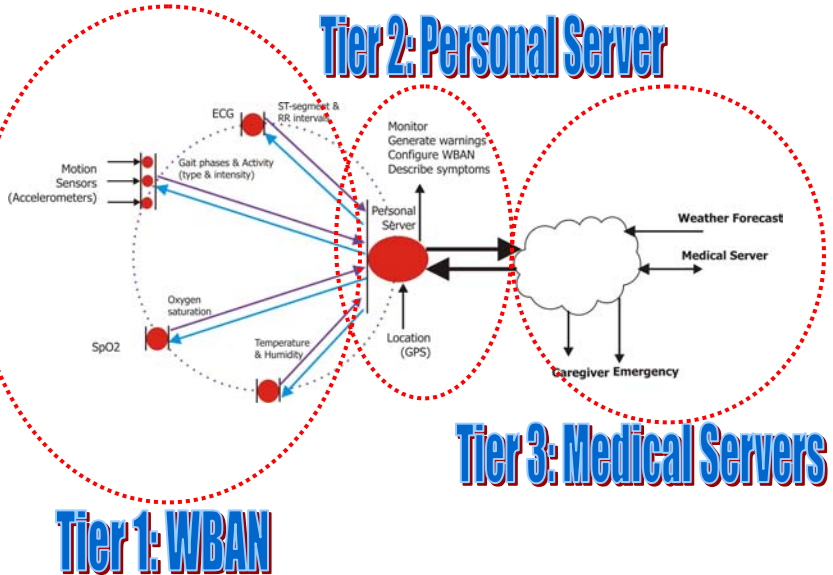 Tier 2: Personal Server
ECG
ST-segment &
RR intervals
Monitor
Generate warnings
Configure WBAN
Describe symptoms
Motion
Sensors
(Accelerometers)
Gait phases & Activity
(type & intensity)
Personal
Server
Weather Forecast
Medical Server
Oxygen
saturation
SpO2
Temperature
& Humidity
Location
(GPS)
Caregiver Emergency
Tier 3: Medical Servers
Tier 1: WBAN